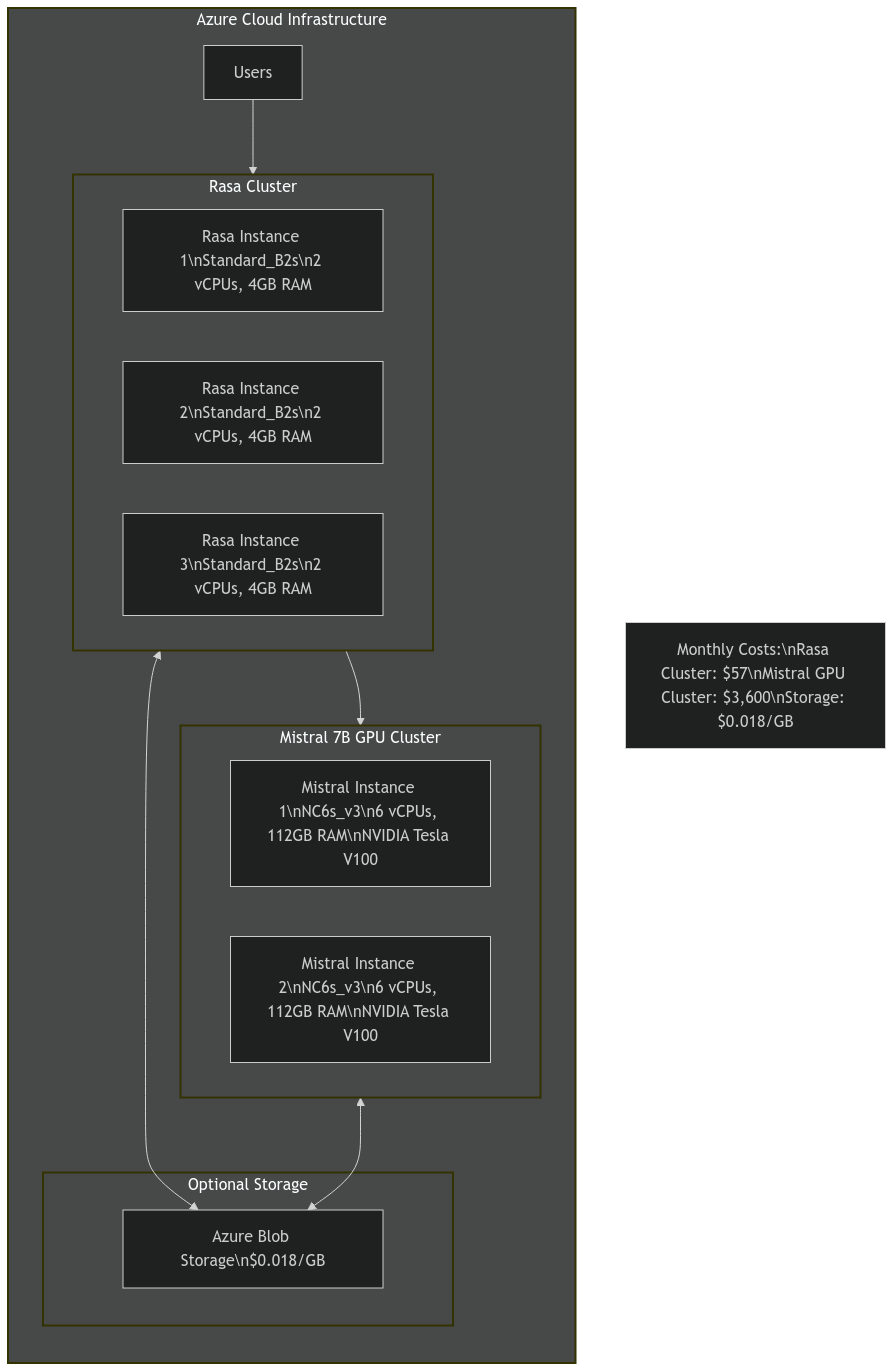 Azure Cloud Infrastructure
Users
Rasa Cluster
Rasa Instance
1\nStandard_B2s\n2
vCPUs, 4GB RAM
Rasa Instance
2\nStandard_B2s\n2
vCPUs, 4GB RAM
Rasa Instance
3\nStandard_B2s\n2
vCPUs, 4GB RAM
Monthly Costs:\nRasa
Cluster: $57\nMistral GPU
Cluster: $3,600\nStorage:
$0.018/GB
Mistral 7B GPU Cluster
Mistral Instance
1\nNC6s_v3\n6 vCPUs,
112GB RAM\nNVIDIA Tesla
V100
Mistral Instance
2\nNC6s_v3\n6 vCPUs,
112GB RAM\nNVIDIA Tesla
V100
Optional Storage
Azure Blob
Storage\n$0.018/GB